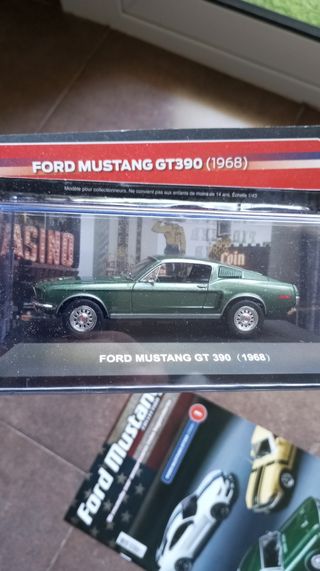 FORD MUSTANG GT390 (1968)
Modèle pour collectionneurs. Ne convient pas aux enfants de moins de 14 ans. Échelle 1/43
ASINO
Coin
FORD MUSTANG GT 390 (1968)
Ford Mustang